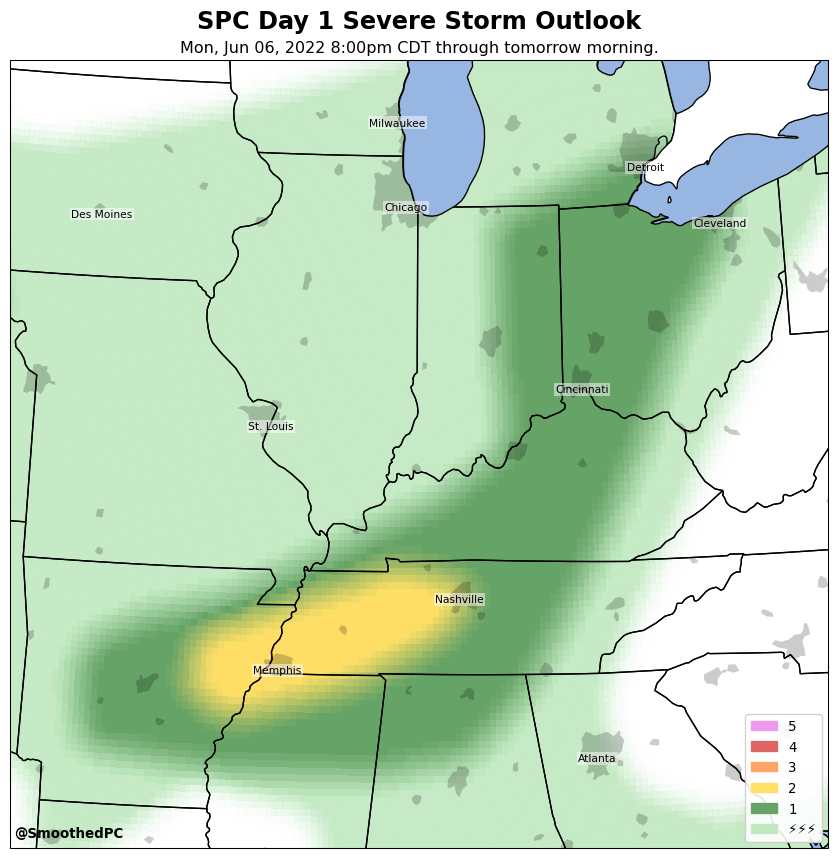 SPC Day 1 Severe Storm Outlook
Mon, Jun 06, 2022 8:00pm CDT through tomorrow morning.
Milwaukee
Detroit
Chicago
Des Moines
Cleveland
Cincinnati
St. Louis
Nashville
Memphis
Atlanta
5
4
3
2
1
⚡⚡⚡
@SmoothedPC